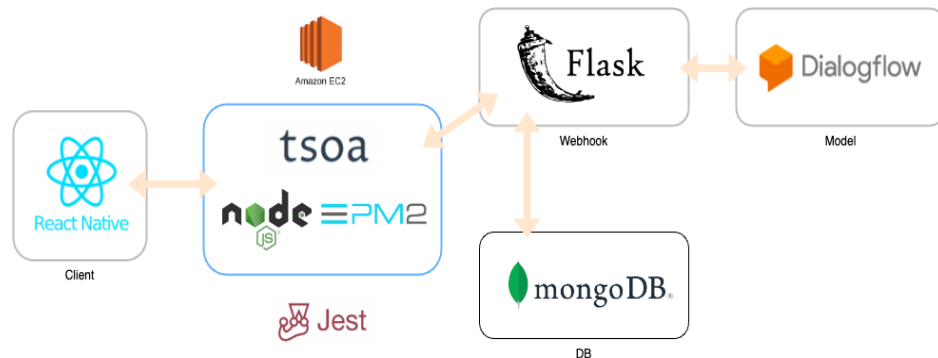 Amazon EC2
Flask
Dialogflow
Webhook
Model
tsoa
React Native
node
JS
PM2
Client
mongoDB®
Jest
DB